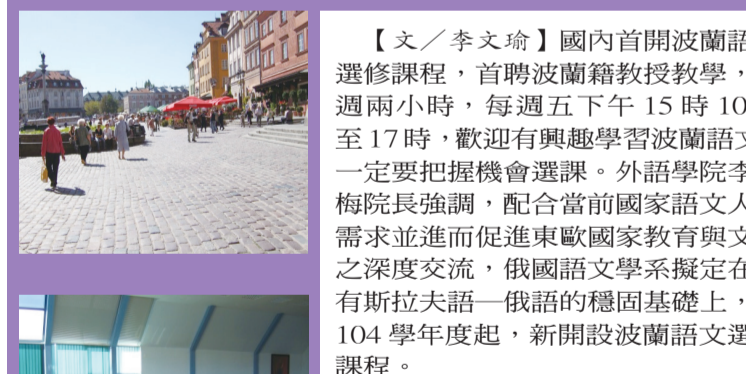 【文／李文瑜】國內首開波蘭語
選修課程，首聘波蘭籍教授教學，
週兩小時，每週五下午 15 時 10
至 17 時，歡迎有興趣學習波蘭語文
一定要把握機會選課。外語學院李
梅院長強調，配合當前國家語文人
需求並進而促進東歐國家教育與文
之深度交流，俄國語文學系擬定在
有斯拉夫語─俄語的穩固基礎上，
104 學年度起，新開設波蘭語文選
課程。